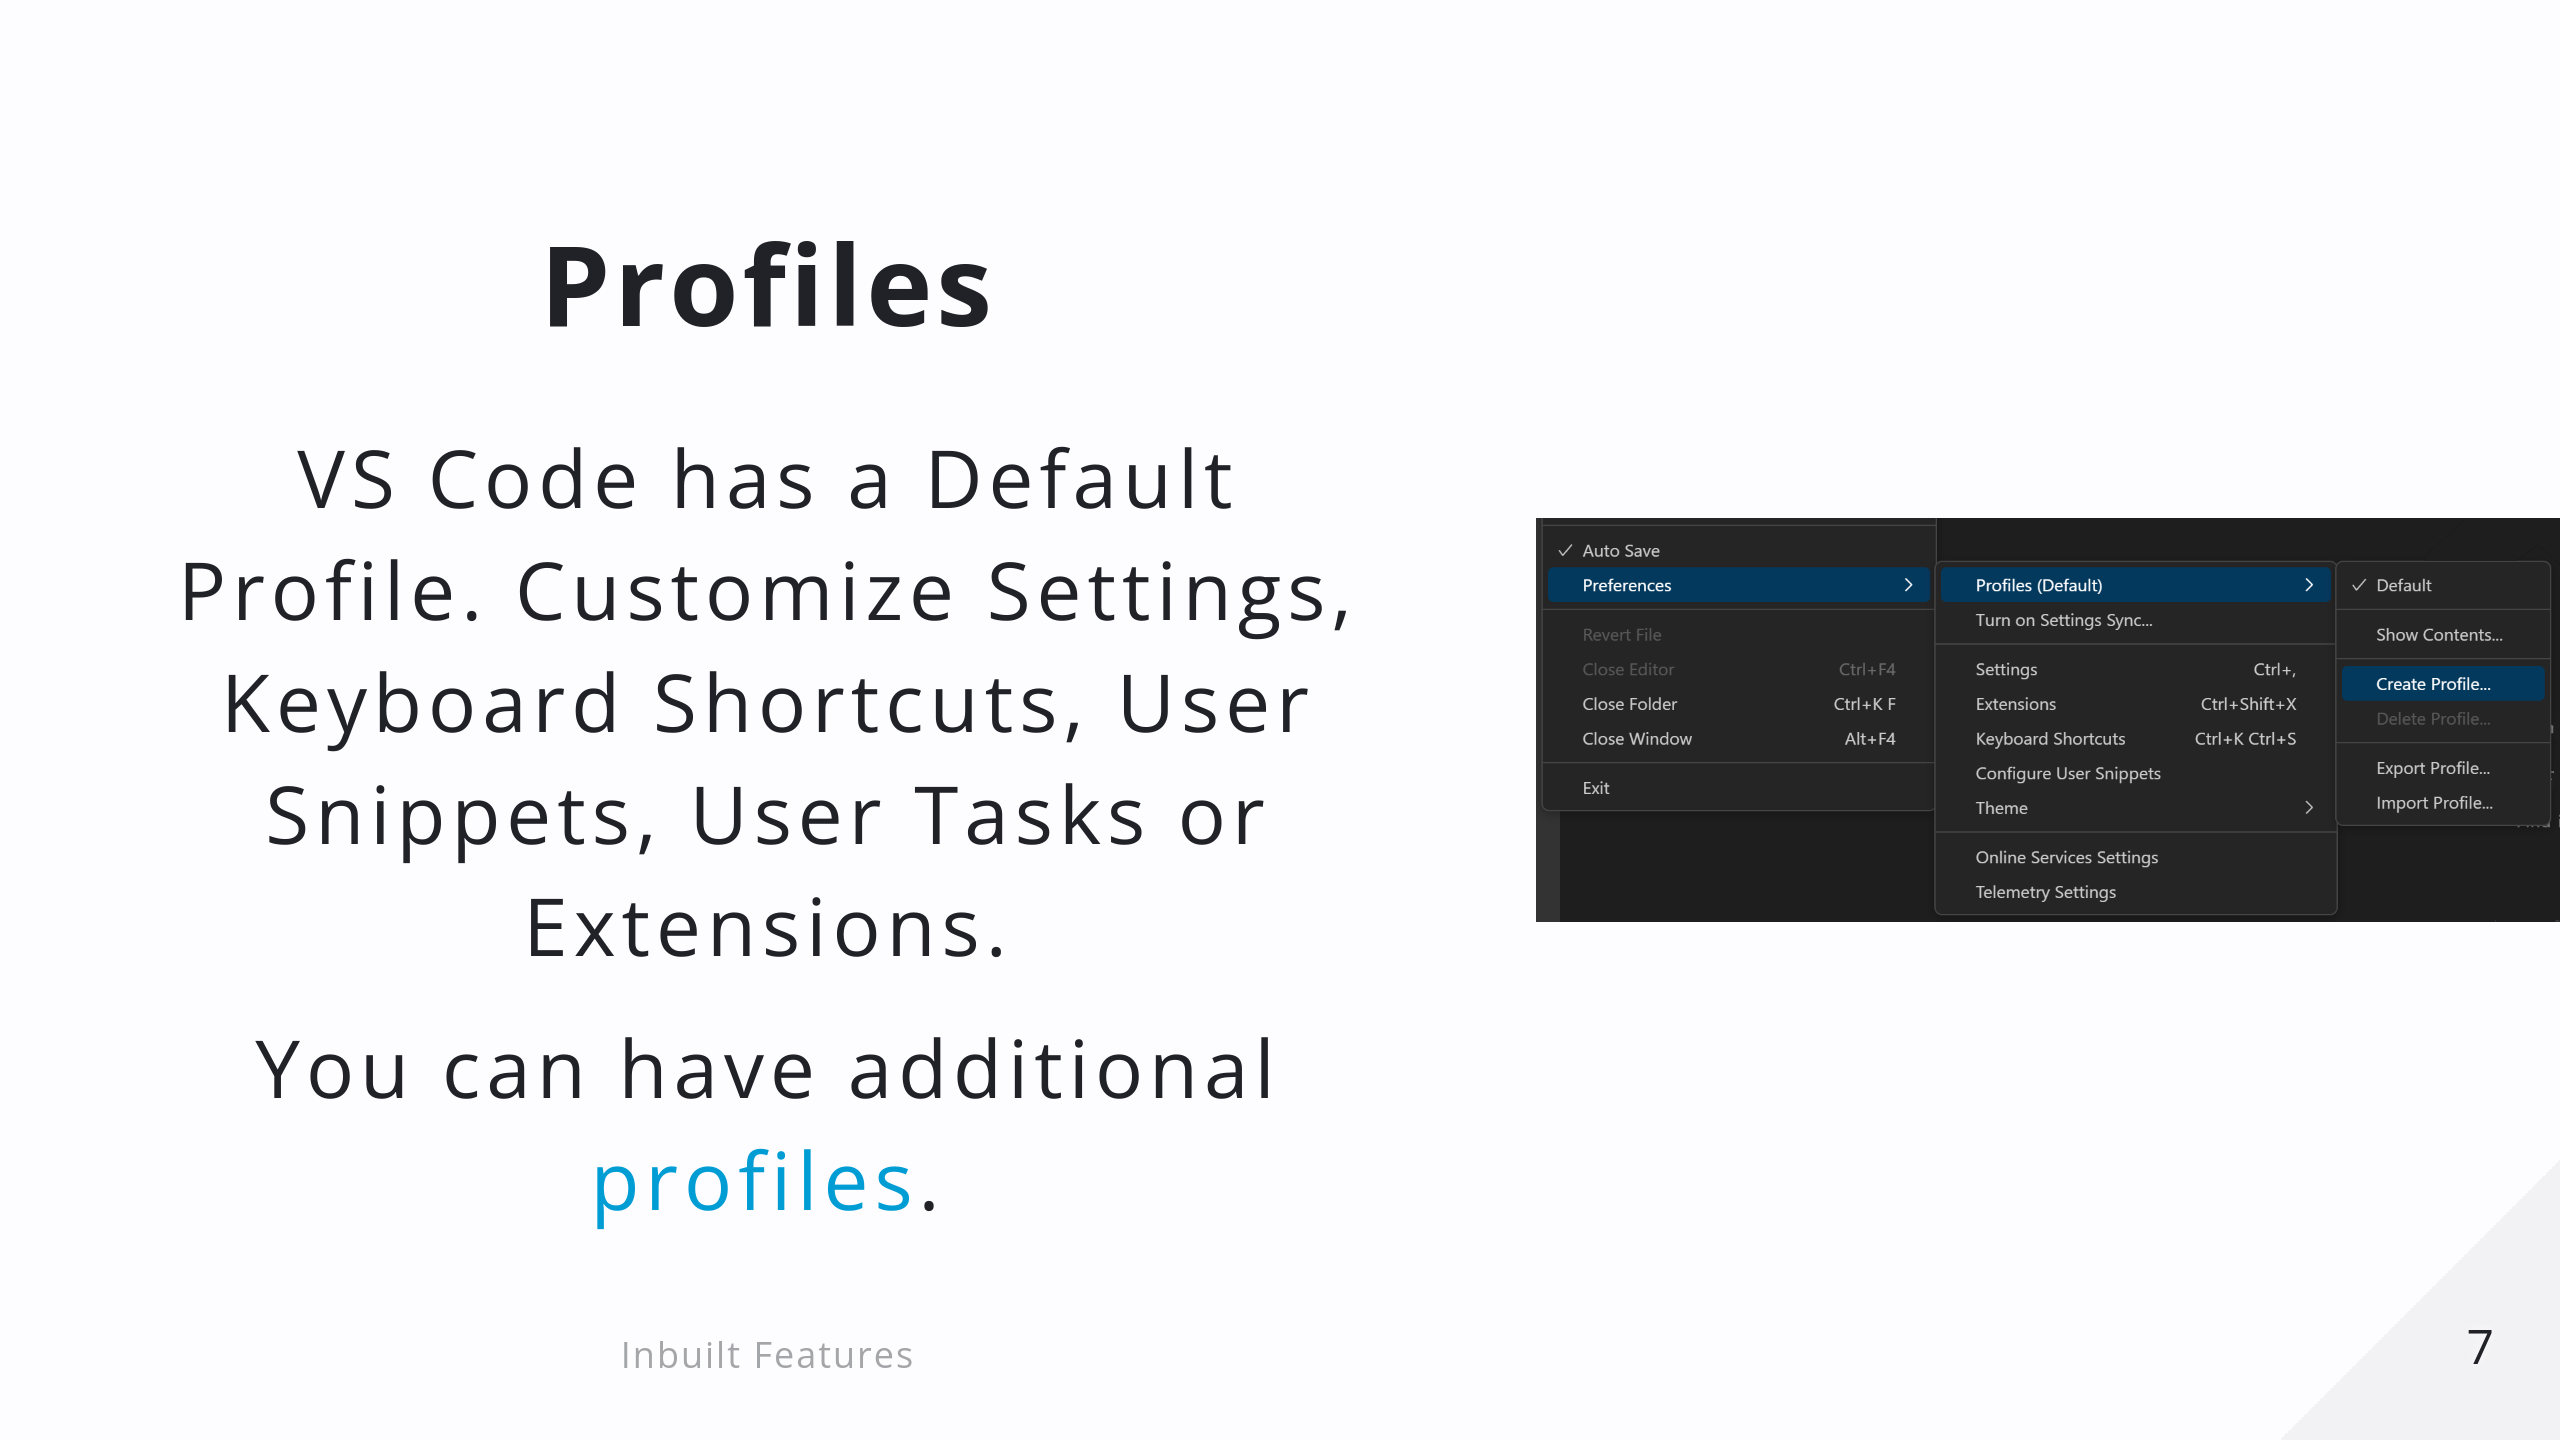 Profiles
VS Code has a Default
Profile. Customize Settings,
Keyboard Shortcuts, User
Snippets, User Tasks or
Extensions.
You can have additional
profiles.
Auto Save
Preferences
Revert File
Close Editor Ctrl+F4
Close Folder Ctrl+K F
Close Window Alt+F4
Exit
Profiles (Default)
Turn on Settings Sync...
Settings Ctrl+,
Extensions Ctrl+Shift+X
Keyboard Shortcuts Ctrl+K Ctrl+S
Configure User Snippets
Theme
Online Services Settings
Telemetry Settings
Default
Show Contents...
Create Profile...
Delete Profile...
Export Profile...
Import Profile...
Inbuilt Features
7